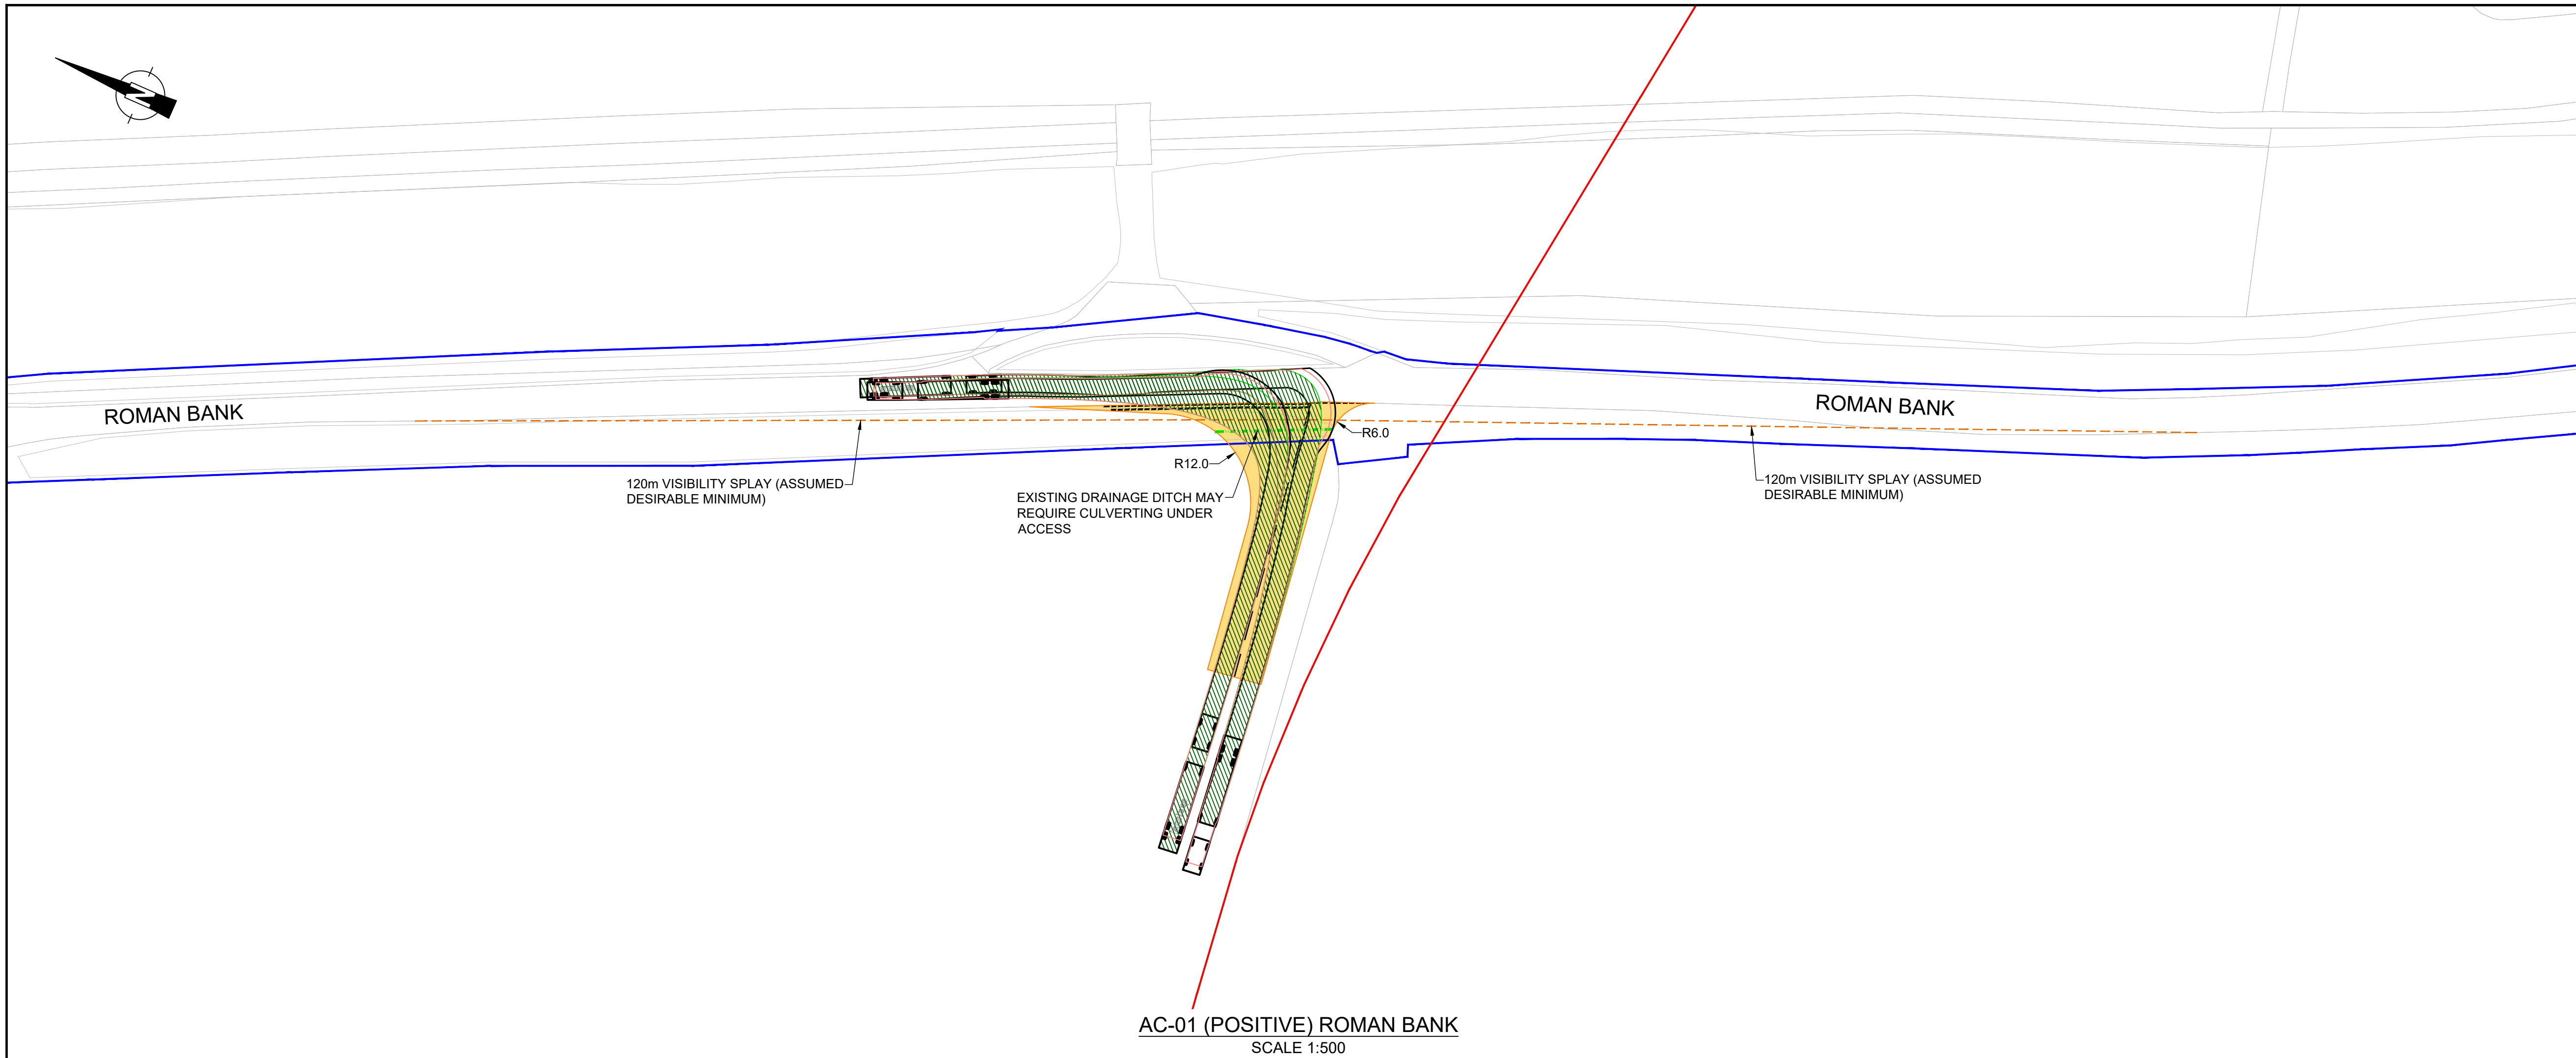 N
ROMAN BANK
ROMAN BANK
R6.0
R12.0
120m VISIBILITY SPLAY (ASSUMED
DESIRABLE MINIMUM)
EXISTING DRAINAGE DITCH MAY
REQUIRE CULVERTING UNDER
ACCESS
120m VISIBILITY SPLAY (ASSUMED
DESIRABLE MINIMUM)
AC-01 (POSITIVE) ROMAN BANK
SCALE 1:500